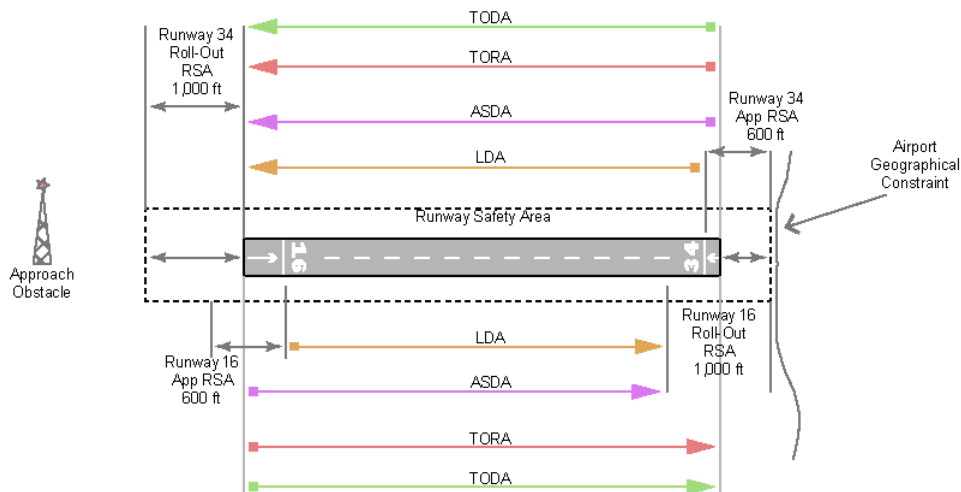 TODA
Runway 34
Roll-Out
RSA
1,000 ft
TORA
ASDA
Runway 34
App RSA
600 ft
LDA
Airport
Geographical
Constraint
Runway Safety Area
16
34
Approach
Obstacle
Runway 16
App RSA
600 ft
LDA
Runway 16
Roll-Out
RSA
1,000 ft
ASDA
TORA
TODA